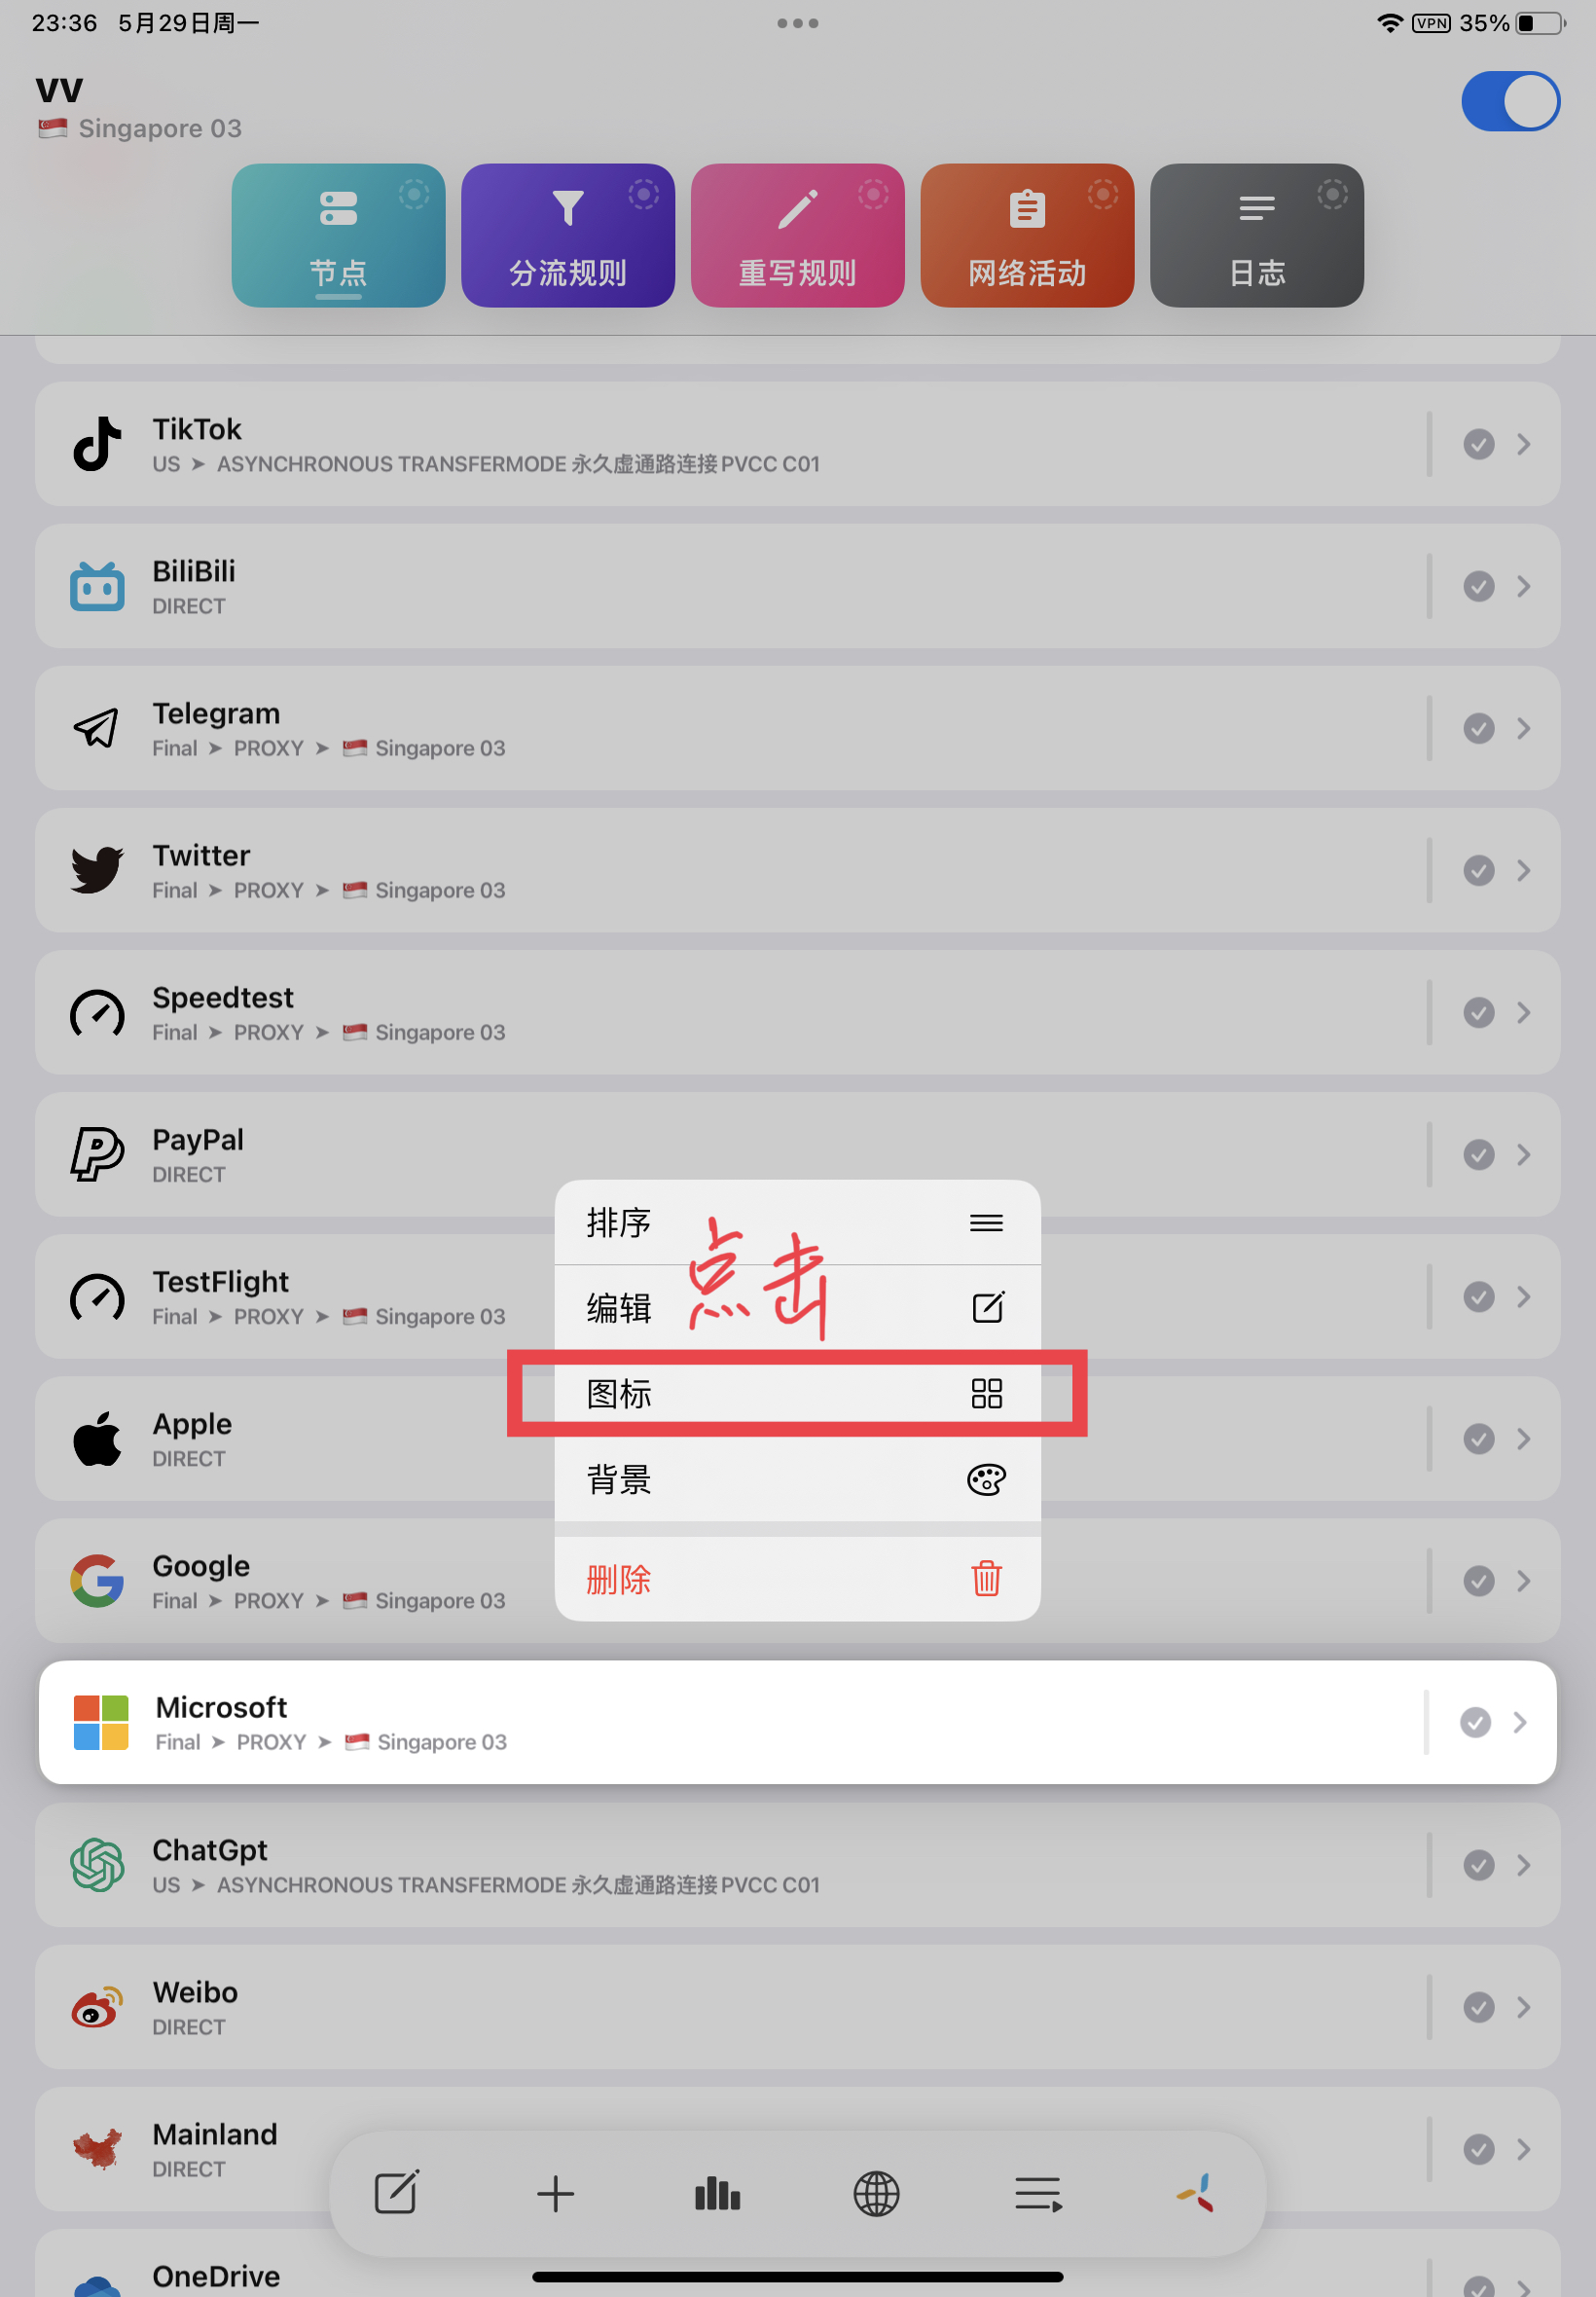 23:36 5月29日周一
VPN 35%
vv
🇸🇬 Singapore 03
节点
分流规则
重写规则
网络活动
日志
TikTok
US ➤ ASYNCHRONOUS TRANSFERMODE 永久虚通路连接 PVCC C01
BiliBili
DIRECT
Telegram
Final ➤ PROXY ➤ 🇸🇬 Singapore 03
Twitter
Final ➤ PROXY ➤ 🇸🇬 Singapore 03
Speedtest
Final ➤ PROXY ➤ 🇸🇬 Singapore 03
PayPal
DIRECT
TestFlight
Final ➤ PROXY ➤ 🇸🇬 Singapore 03
Apple
DIRECT
Google
Final ➤ PROXY ➤ 🇸🇬 Singapore 03
排序
点击
编辑
图标
背景
删除
Microsoft
Final ➤ PROXY ➤ 🇸🇬 Singapore 03
ChatGpt
US ➤ ASYNCHRONOUS TRANSFERMODE 永久虚通路连接 PVCC C01
Weibo
DIRECT
Mainland
DIRECT
OneDrive